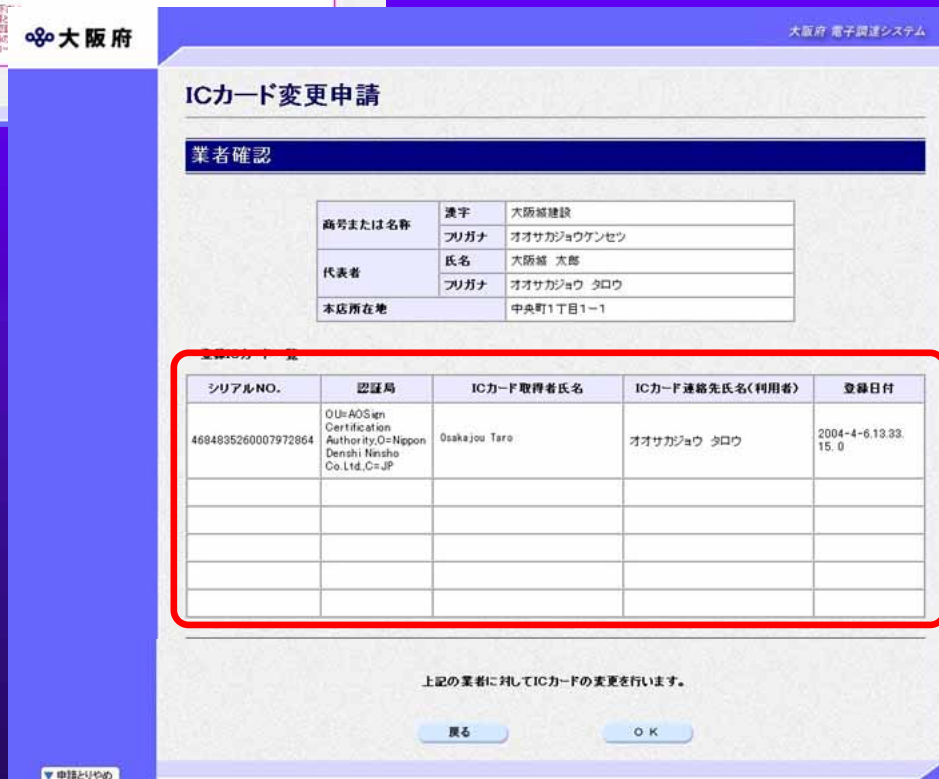 大阪府
大阪府 電子調達システム
ICカード変更申請
業者確認
商号または名称 漢字 大阪城建設
フリガナ オオサカジョウケンセツ
代表者 氏名 大阪城 太郎
フリガナ オオサカジョウ タロウ
本店所在地 中央町1丁目1-1
登録ICカード一覧
シリアルNO. 認証局 ICカード取得者氏名 ICカード連絡先氏名(利用者) 登録日付
OU=AOSign
Certification
4684835260007972864 Authority,O=Nippon Osakajou Taro オオサカジョウ タロウ 2004-4-6.13.33.
Denshi Ninsho 15. 0
Co.Ltd.,C=JP
上記の業者に対してICカードの変更を行います。
戻る OK
▼申請とりやめ